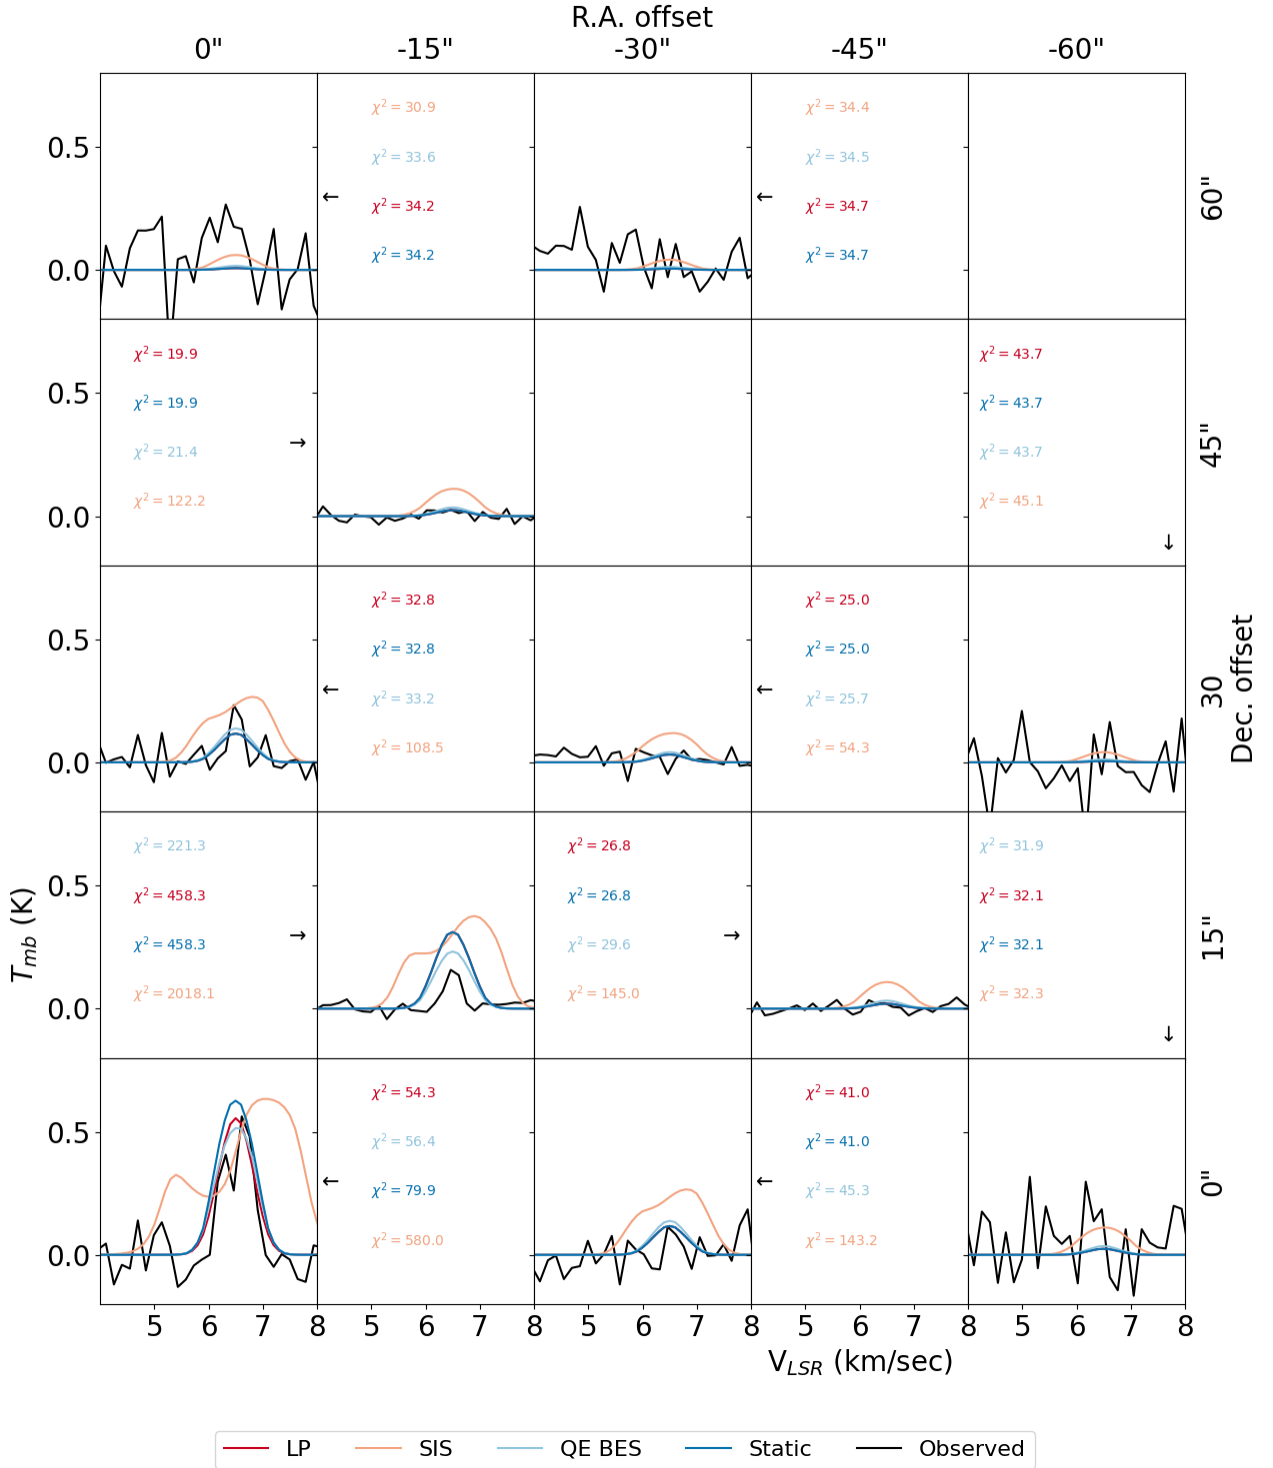 R.A. offset
0" -15" -30" -45" -60"
0.5
0.0
χ² = 30.9
χ² = 33.6
← χ² = 34.2
χ² = 34.2
χ² = 34.4
χ² = 34.5
← χ² = 34.7
χ² = 34.7
60"
0.5
0.0
χ² = 19.9
χ² = 19.9
χ² = 21.4 →
χ² = 122.2
χ² = 43.7
χ² = 43.7
χ² = 43.7
χ² = 45.1
↓
45"
0.5
0.0
χ² = 32.8
χ² = 32.8
← χ² = 33.2
χ² = 108.5
χ² = 25.0
χ² = 25.0
← χ² = 25.7
χ² = 54.3
30
Dec. offset
0.5
0.0
T_mb (K)
χ² = 221.3
χ² = 458.3
χ² = 458.3 →
χ² = 2018.1
χ² = 26.8
χ² = 26.8
χ² = 29.6 →
χ² = 145.0
χ² = 31.9
χ² = 32.1
χ² = 32.1
χ² = 32.3
↓
15"
0.5
0.0
χ² = 54.3
χ² = 56.4
← χ² = 79.9
χ² = 580.0
χ² = 41.0
χ² = 41.0
← χ² = 45.3
χ² = 143.2
0"
5 6 7 8 5 6 7 8 5 6 7 8 5 6 7 8 5 6 7 8
V_LSR (km/sec)
LP SIS QE BES Static Observed